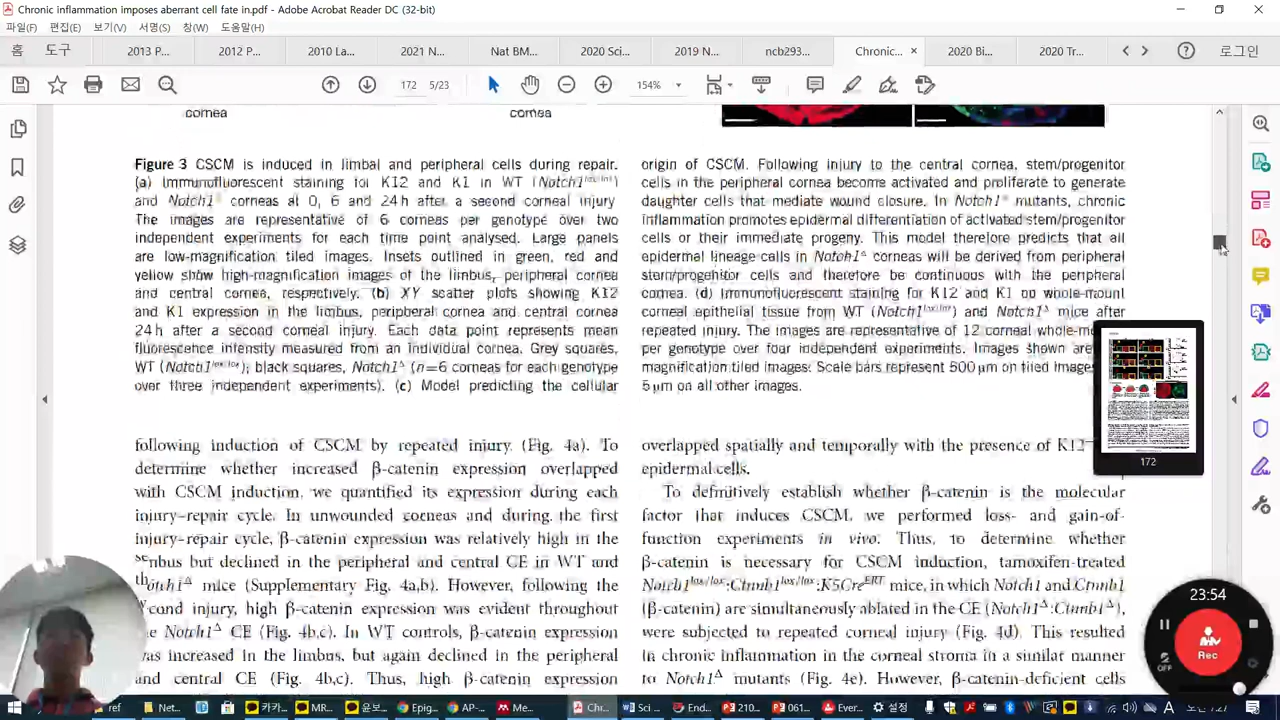 Chronic inflammation imposes aberrant cell fate in.pdf - Adobe Acrobat Reader DC (32-bit)
파일(F) 편집(E) 보기(V) 서명(S) 창(W) 도움말(H)
홈 도구 2013 P... 2012 P... 2010 La... 2021 N... Nat BM... 2020 Sci... 2019 N... ncb293... Chronic... × 2020 Bi... 2020 Tr... 로그인
172 5/23 154%
cornea cornea
Figure 3 CSCM is induced in limbal and peripheral cells during repair.
(a) Immunofluorescent staining for K12 and K1 in WT (Notch1lox/lox)
and Notch1Δ corneas at 0, 6 and 24 h after a second corneal injury.
The images are representative of 6 corneas per genotype over two
independent experiments for each time point analysed. Large panels
are low-magnification tiled images. Insets outlined in green, red and
yellow show high-magnification images of the limbus, peripheral cornea
and central cornea, respectively. (b) XY scatter plots showing K12
and K1 expression in the limbus, peripheral cornea and central cornea
24 h after a second corneal injury. Each data point represents mean
fluorescence intensity measured from an individual cornea. Grey squares,
WT (Notch1lox/lox); black squares, Notch1Δ (n=6 corneas for each genotype
over three independent experiments). (c) Model predicting the cellular
origin of CSCM. Following injury to the central cornea, stem/progenitor
cells in the peripheral cornea become activated and proliferate to generate
daughter cells that mediate wound closure. In Notch1Δ mutants, chronic
inflammation promotes epidermal differentiation of activated stem/progenitor
cells or their immediate progeny. This model therefore predicts that all
epidermal lineage cells in Notch1Δ corneas will be derived from peripheral
stem/progenitor cells and therefore be continuous with the peripheral
cornea. (d) Immunofluorescent staining for K12 and K1 on whole-mount
corneal epithelial tissue from WT (Notch1lox/lox) and Notch1Δ mice after
repeated injury. The images are representative of 12 corneal whole-
per genotype over four independent experiments. Images shown are
magnification tiled images. Scale bars represent 500 μm on tiled
5 μm on all other images.
following induction of CSCM by repeated injury (Fig. 4a). To
determine whether increased β-catenin expression overlapped
with CSCM induction, we quantified its expression during each
injury–repair cycle. In unwounded corneas and during the first
injury–repair cycle, β-catenin expression was relatively high in the
but declined in the peripheral and central CE in WT and
mice (Supplementary Fig. 4a,b). However, following the
injury, high β-catenin expression was evident throughout
Notch1Δ CE (Fig. 4b,c). In WT controls, β-catenin expression
was increased in the limbus, but again declined in the peripheral
and central CE (Fig. 4b,c). Thus, high β-catenin expression
overlapped spatially and temporally with the presence of K12−
epidermal cells.
To definitively establish whether β-catenin is the molecular
factor that induces CSCM, we performed loss- and gain-of-
function experiments in vivo. Thus, to determine whether
β-catenin is necessary for CSCM induction, tamoxifen-treated
Notch1lox/lox:Ctnnb1lox/lox:K5CreERT mice, in which Notch1 and Ctnnb1
(β-catenin) are simultaneously ablated in the CE (Notch1Δ:Ctnnb1Δ),
were subjected to repeated corneal injury (Fig. 4d). This resulted
in chronic inflammation in the corneal stroma in a similar manner
to Notch1Δ mutants (Fig. 4e). However, β-catenin-deficient cells
172
23:54
Rec
OFF
ref Net... 카카... MR... 윤부... Epig... AP-... Me... Chr... Sci ... End... 210... 061... Ever... 설정 오후 7:27